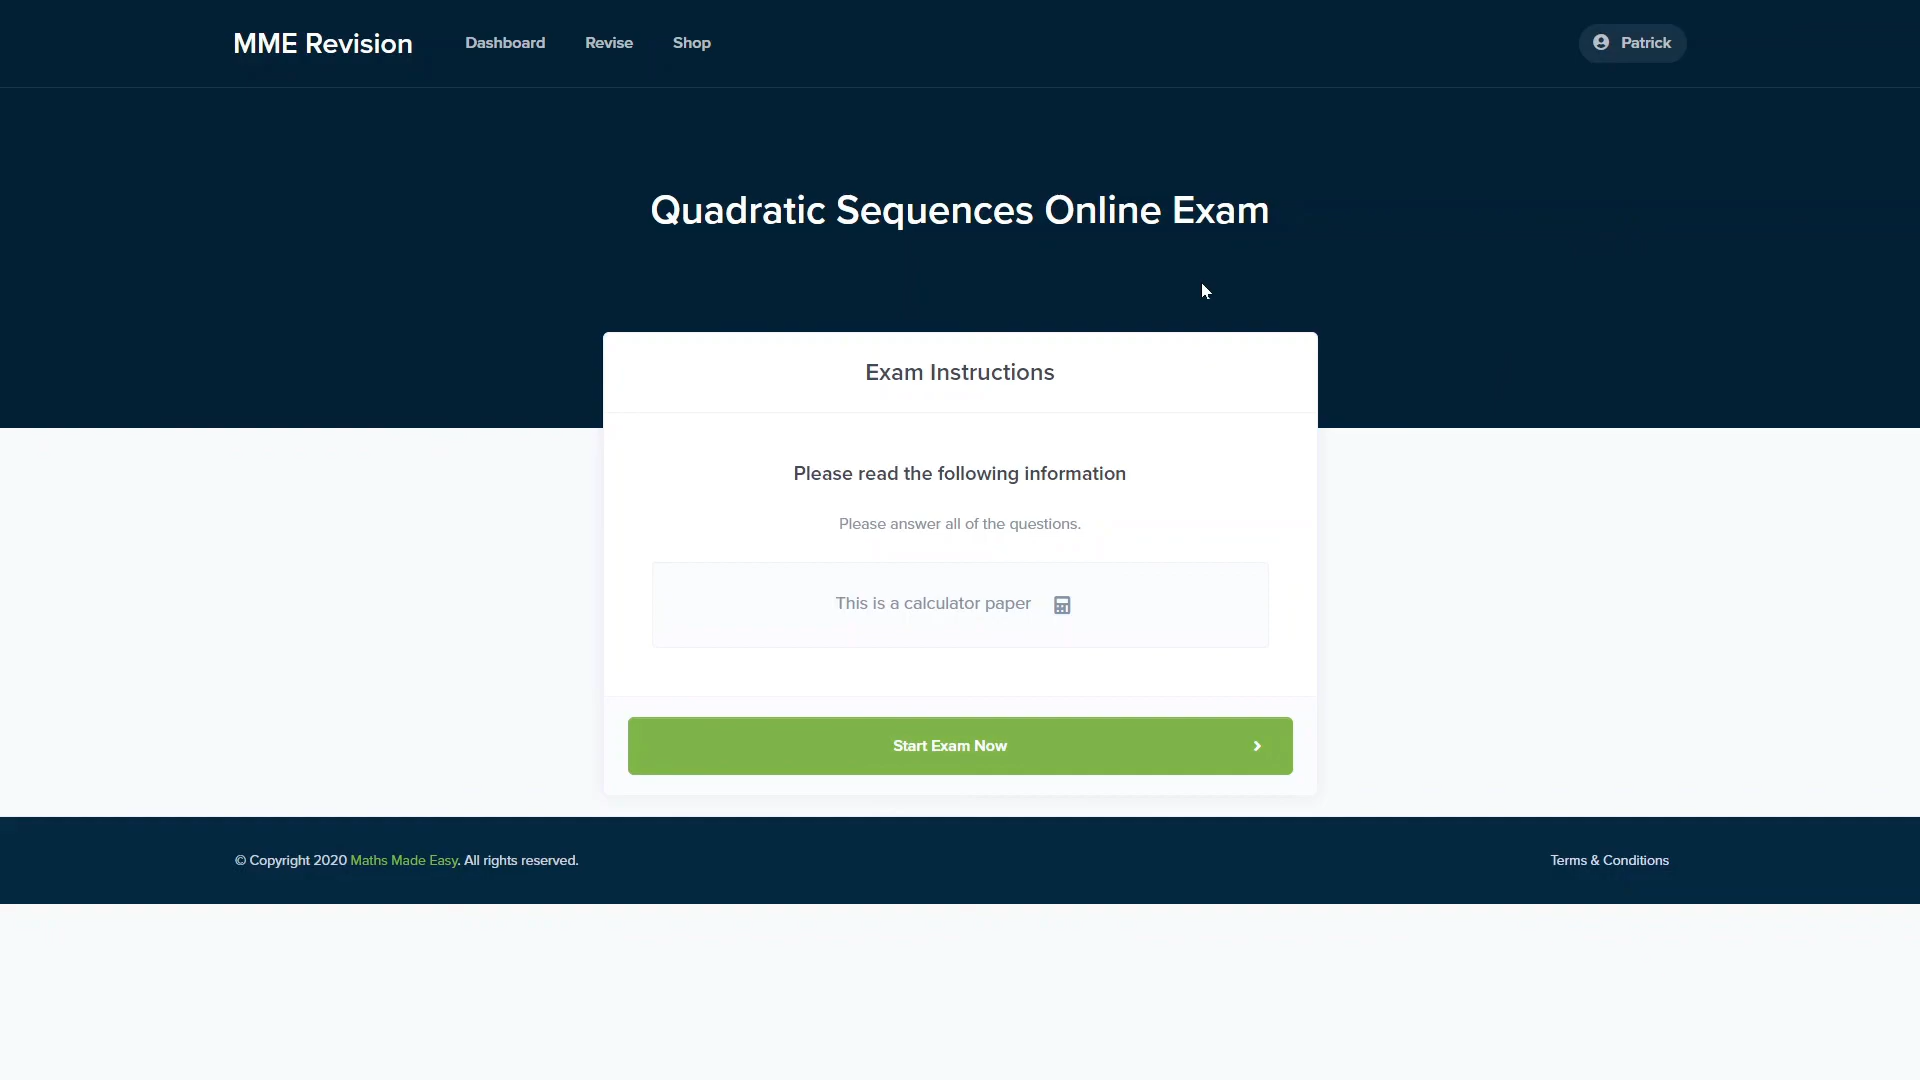 MME Revision
Dashboard
Revise
Shop
Patrick
Quadratic Sequences Online Exam
Exam Instructions
Please read the following information
Please answer all of the questions.
This is a calculator paper
Start Exam Now
© Copyright 2020 Maths Made Easy. All rights reserved.
Terms & Conditions